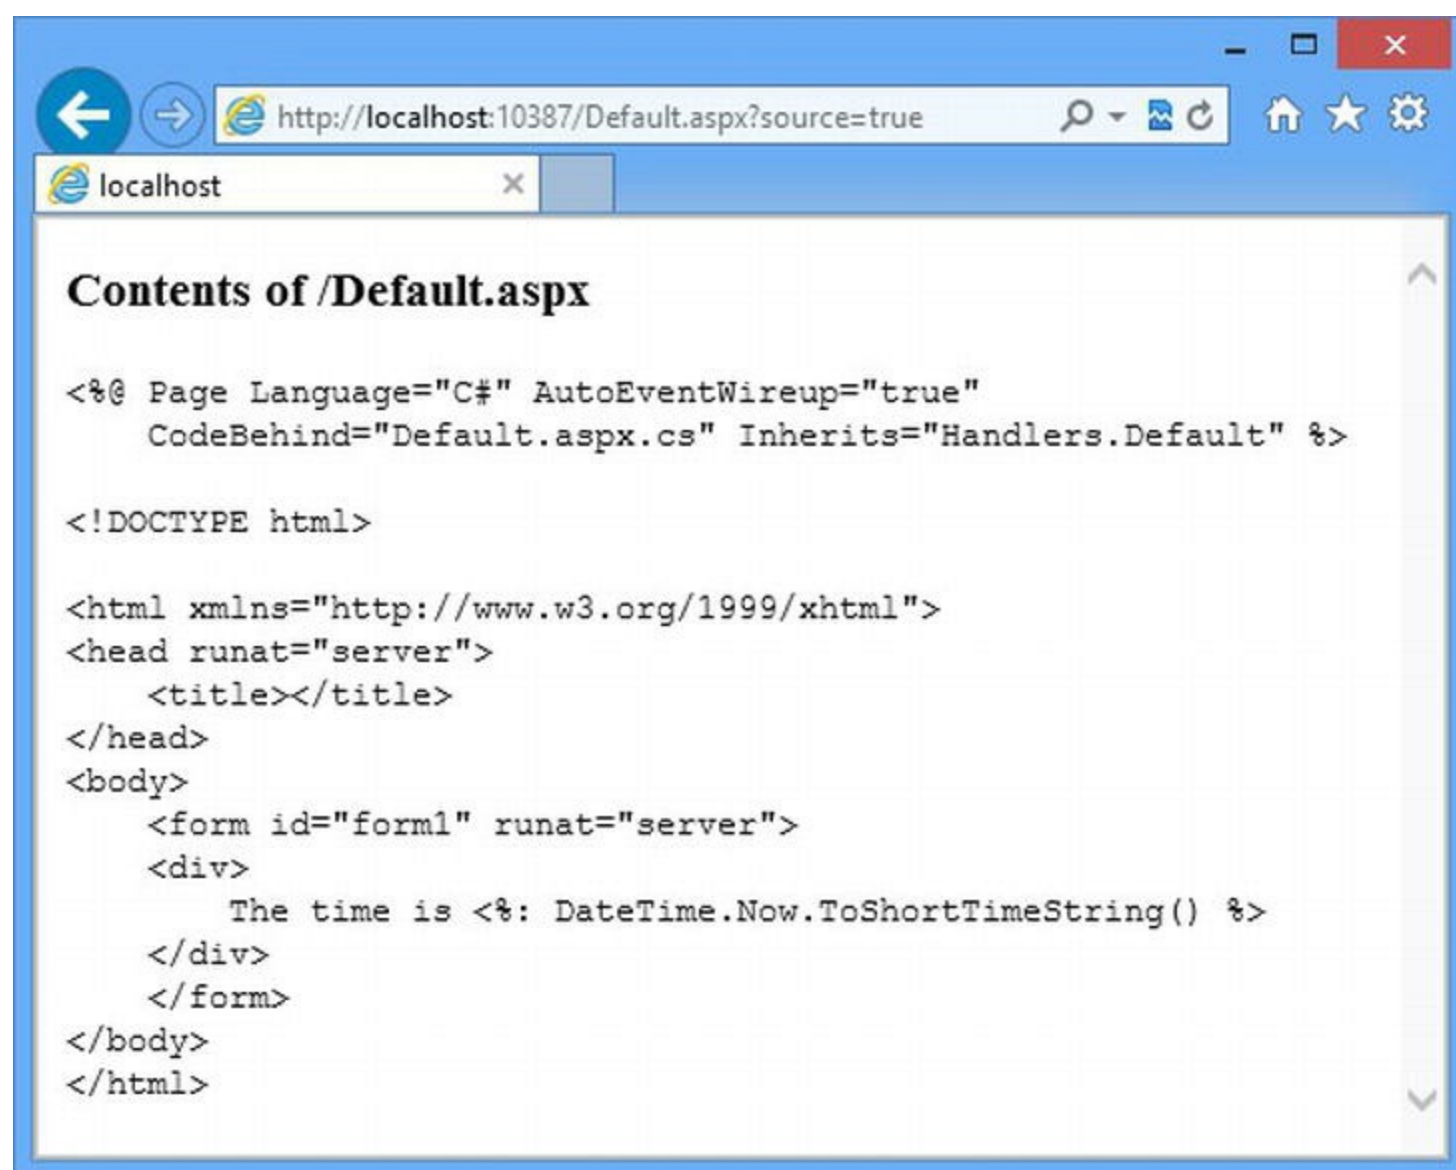 http://localhost:10387/Default.aspx?source=true
localhost
Contents of /Default.aspx
<%@ Page Language="C#" AutoEventWireup="true"
    CodeBehind="Default.aspx.cs" Inherits="Handlers.Default" %>
<!DOCTYPE html>
<html xmlns="http://www.w3.org/1999/xhtml">
<head runat="server">
    <title></title>
</head>
<body>
    <form id="form1" runat="server">
    <div>
        The time is <%: DateTime.Now.ToShortTimeString() %>
    </div>
    </form>
</body>
</html>